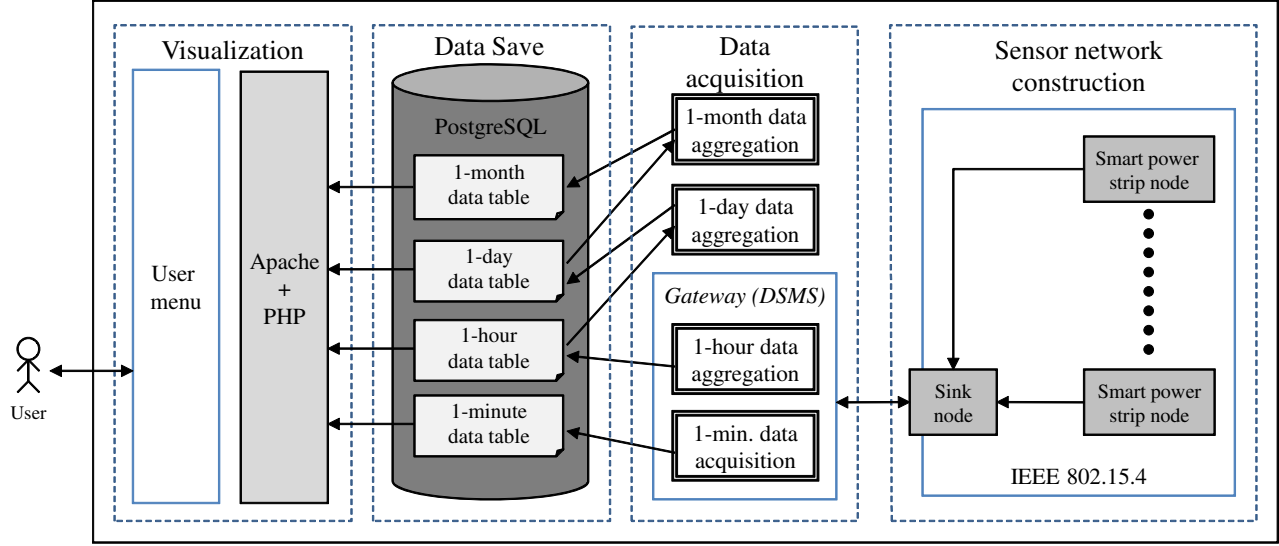 Visualization
User
menu
Apache
+
PHP
User
Data Save
PostgreSQL
1-month
data table
1-day
data table
1-hour
data table
1-minute
data table
Data
acquisition
1-month data
aggregation
1-day data
aggregation
Gateway (DSMS)
1-hour data
aggregation
1-min. data
acquisition
Sensor network
construction
Smart power
strip node
Sink
node
Smart power
strip node
IEEE 802.15.4